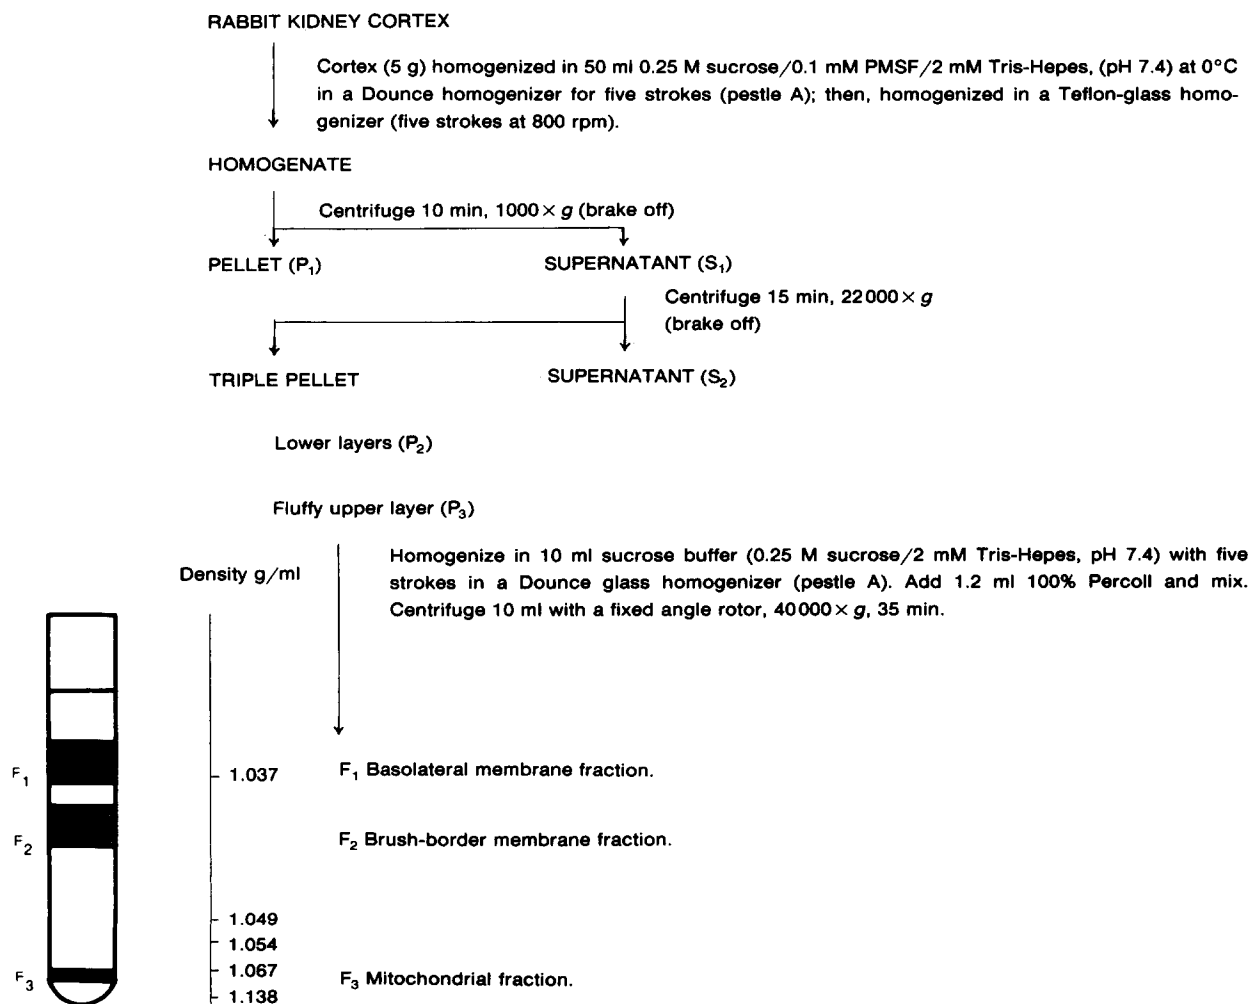 RABBIT KIDNEY CORTEX
Cortex (5 g) homogenized in 50 ml 0.25 M sucrose/0.1 mM PMSF/2 mM Tris-Hepes, (pH 7.4) at 0°C
in a Dounce homogenizer for five strokes (pestle A); then, homogenized in a Teflon-glass homo-
genizer (five strokes at 800 rpm).
HOMOGENATE
Centrifuge 10 min, 1000 × g (brake off)
PELLET (P₁) SUPERNATANT (S₁)
Centrifuge 15 min, 22000 × g
(brake off)
TRIPLE PELLET SUPERNATANT (S₂)
Lower layers (P₂)
Fluffy upper layer (P₃)
Homogenize in 10 ml sucrose buffer (0.25 M sucrose/2 mM Tris-Hepes, pH 7.4) with five
strokes in a Dounce glass homogenizer (pestle A). Add 1.2 ml 100% Percoll and mix.
Centrifuge 10 ml with a fixed angle rotor, 40000 × g, 35 min.
Density g/ml
F₁ 1.037 F₁ Basolateral membrane fraction.
F₂ F₂ Brush-border membrane fraction.
1.049
1.054
1.067
F₃ F₃ Mitochondrial fraction.
1.138